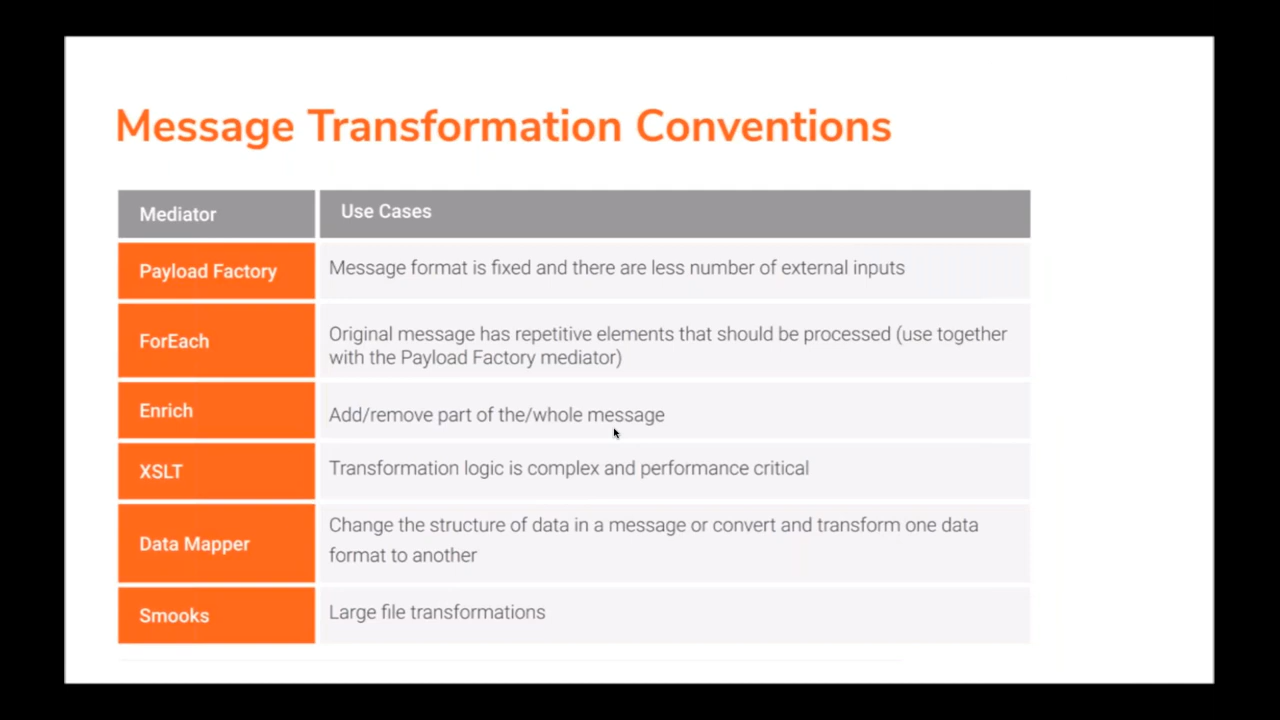 Message Transformation Conventions
Mediator
Use Cases
Payload Factory
Message format is fixed and there are less number of external inputs
ForEach
Original message has repetitive elements that should be processed (use together
with the Payload Factory mediator)
Enrich
Add/remove part of the/whole message
XSLT
Transformation logic is complex and performance critical
Data Mapper
Change the structure of data in a message or convert and transform one data
format to another
Smooks
Large file transformations